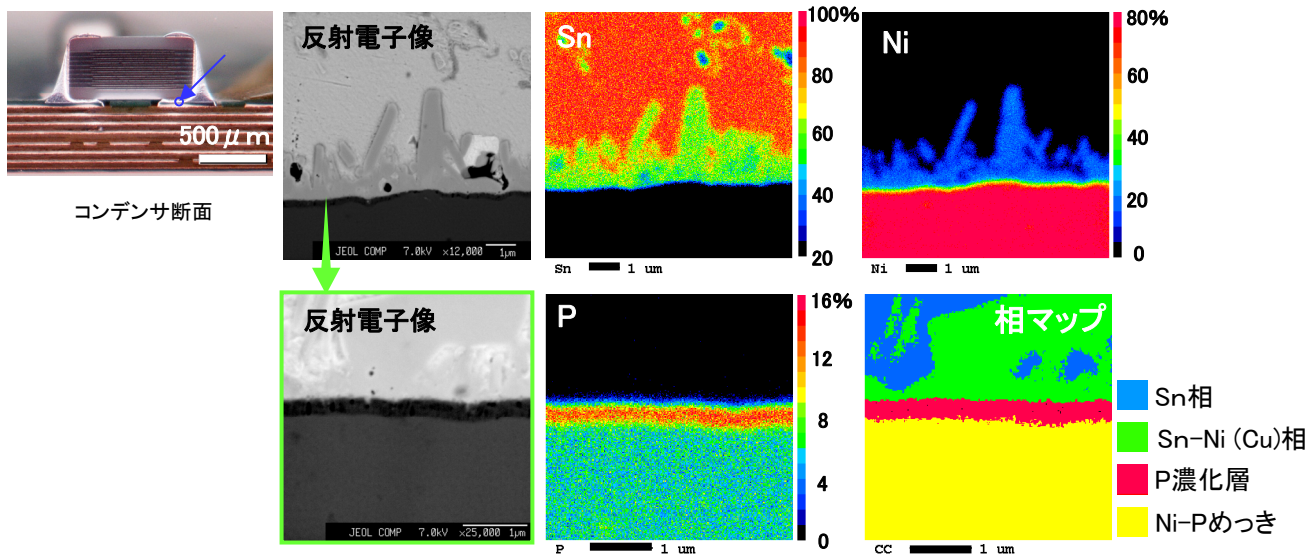 500μm
コンデンサ断面
反射電子像
JEOL COMP 7.0kV ×12,000 1μm
Sn
100%
80
60
40
20
Sn 1 um
Ni
80%
60
40
20
0
Ni 1 um
反射電子像
JEOL COMP 7.0kV ×25,000 1μm
P
16%
12
8
4
0
P 1 um
相マップ
CC 1 um
Sn相
Sn-Ni (Cu)相
P濃化層
Ni-Pめっき